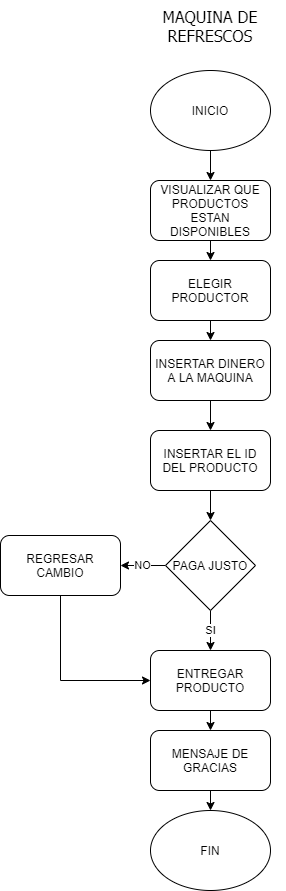 MAQUINA DE
REFRESCOS
INICIO
VISUALIZAR QUE
PRODUCTOS
ESTAN
DISPONIBLES
ELEGIR
PRODUCTOR
INSERTAR DINERO
A LA MAQUINA
INSERTAR EL ID
DEL PRODUCTO
PAGA JUSTO
NO
REGRESAR
CAMBIO
SI
ENTREGAR
PRODUCTO
MENSAJE DE
GRACIAS
FIN